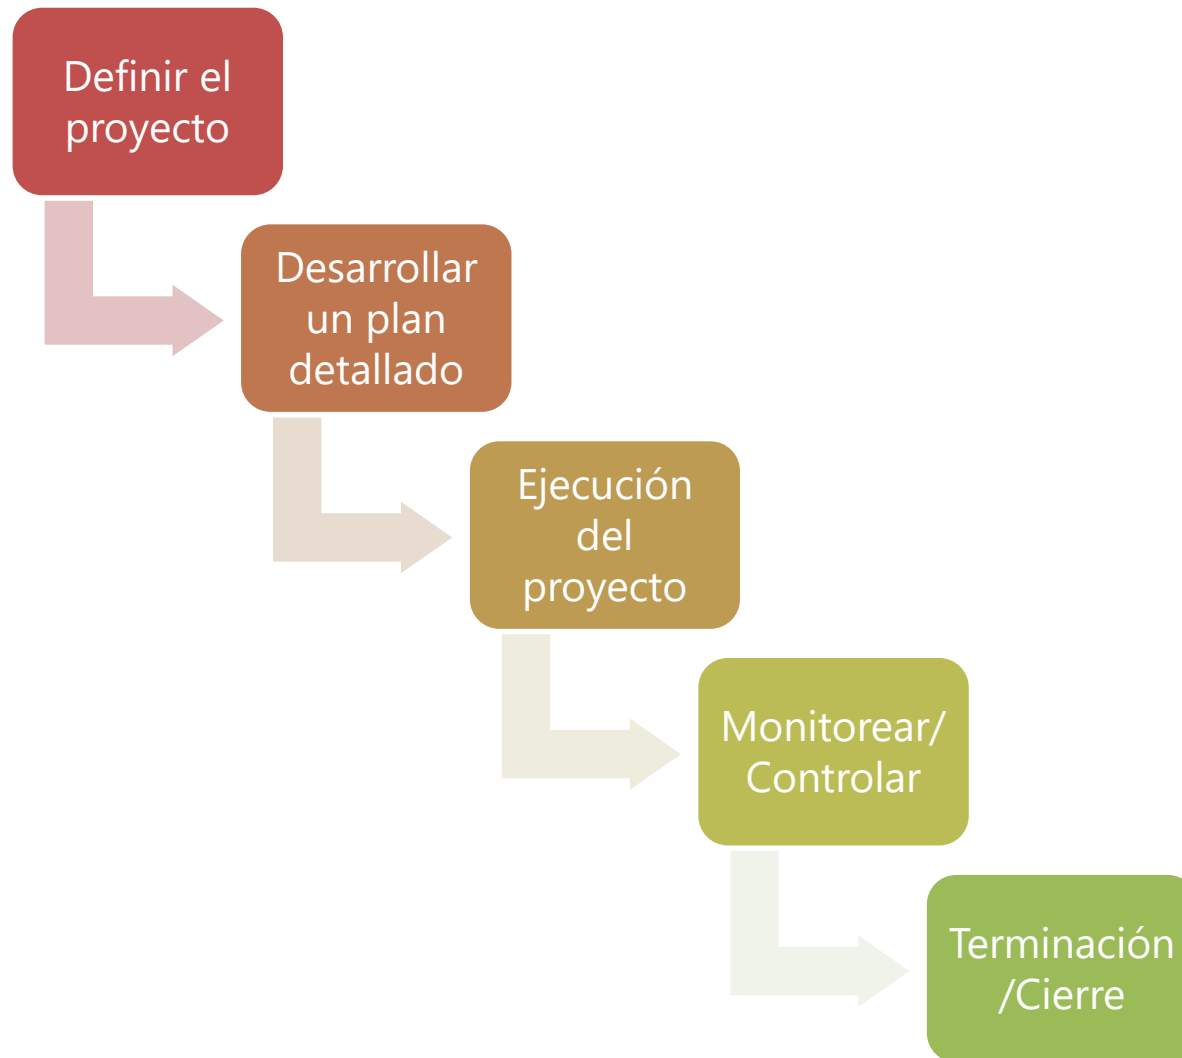 Definir el
proyecto
Desarrollar
un plan
detallado
Ejecución
del
proyecto
Monitorear/
Controlar
Terminación
/Cierre